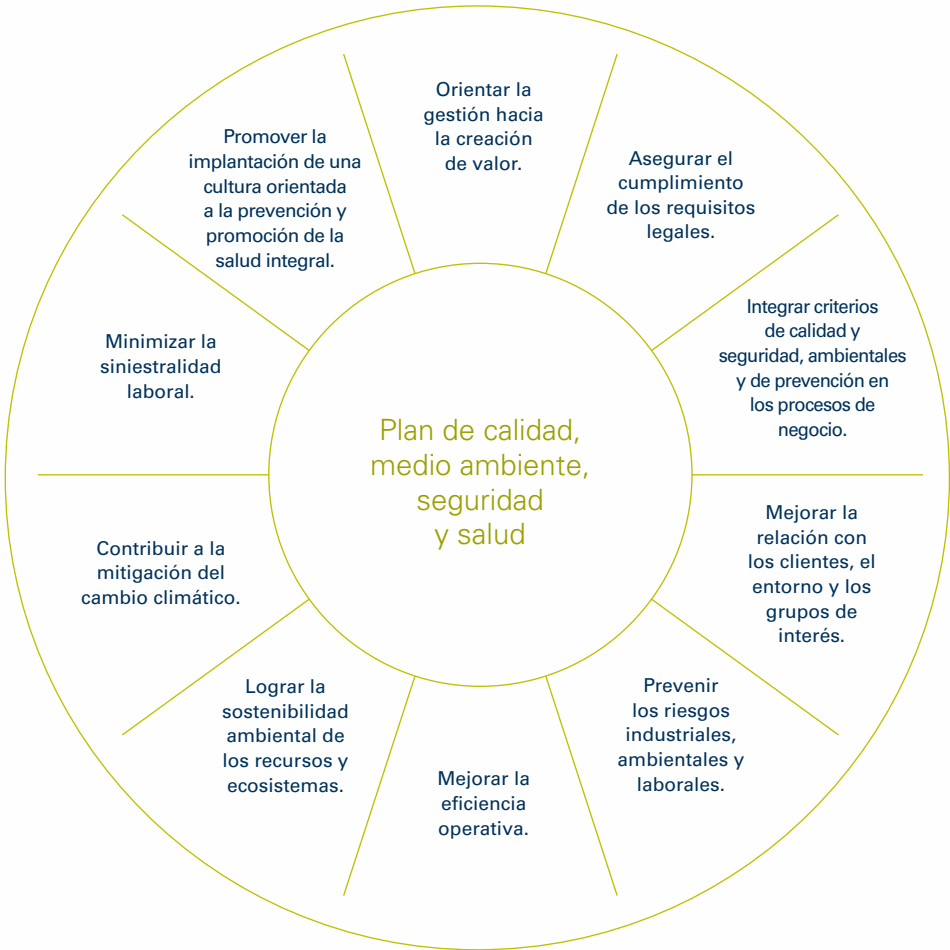 Orientar la
gestión hacia
la creación
de valor.
Asegurar el
cumplimiento
de los requisitos
legales.
Integrar criterios
de calidad y
seguridad, ambientales
y de prevención en
los procesos de
negocio.
Mejorar la
relación con
los clientes, el
entorno y los
grupos de
interés.
Prevenir
los riesgos
industriales,
ambientales y
laborales.
Mejorar la
eficiencia
operativa.
Lograr la
sostenibilidad
ambiental de
los recursos y
ecosistemas.
Contribuir a la
mitigación del
cambio climático.
Minimizar la
siniestralidad
laboral.
Promover la
implantación de una
cultura orientada
a la prevención y
promoción de la
salud integral.
Plan de calidad,
medio ambiente,
seguridad
y salud